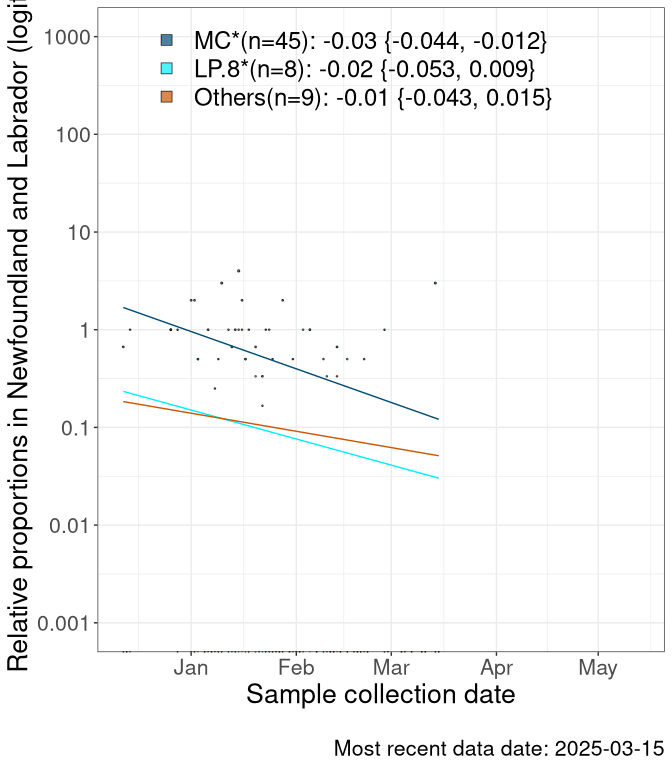 Relative proportions in Newfoundland and Labrador (logit
1000
100
10
1
0.1
0.01
0.001
MC*(n=45): -0.03 {-0.044, -0.012}
LP.8*(n=8): -0.02 {-0.053, 0.009}
Others(n=9): -0.01 {-0.043, 0.015}
Jan Feb Mar Apr May
Sample collection date
Most recent data date: 2025-03-15